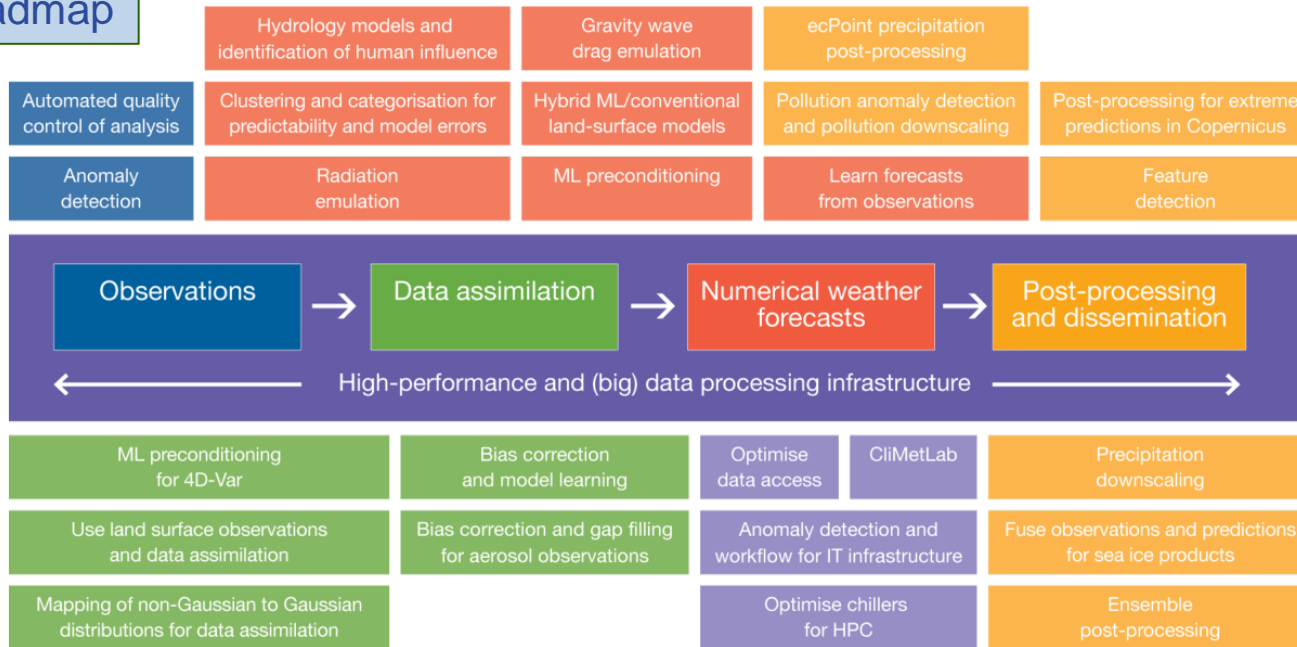 admap
Hydrology models and
identification of human influence
Gravity wave
drag emulation
ecPoint precipitation
post-processing
Automated quality
control of analysis
Clustering and categorisation for
predictability and model errors
Hybrid ML/conventional
land-surface models
Pollution anomaly detection
and pollution downscaling
Post-processing for extreme
predictions in Copernicus
Anomaly
detection
Radiation
emulation
ML preconditioning
Learn forecasts
from observations
Feature
detection
Observations
Data assimilation
Numerical weather
forecasts
Post-processing
and dissemination
High-performance and (big) data processing infrastructure
ML preconditioning
for 4D-Var
Bias correction
and model learning
Optimise
data access
CliMetLab
Precipitation
downscaling
Use land surface observations
and data assimilation
Bias correction and gap filling
for aerosol observations
Anomaly detection and
workflow for IT infrastructure
Fuse observations and predictions
for sea ice products
Mapping of non-Gaussian to Gaussian
distributions for data assimilation
Optimise chillers
for HPC
Ensemble
post-processing